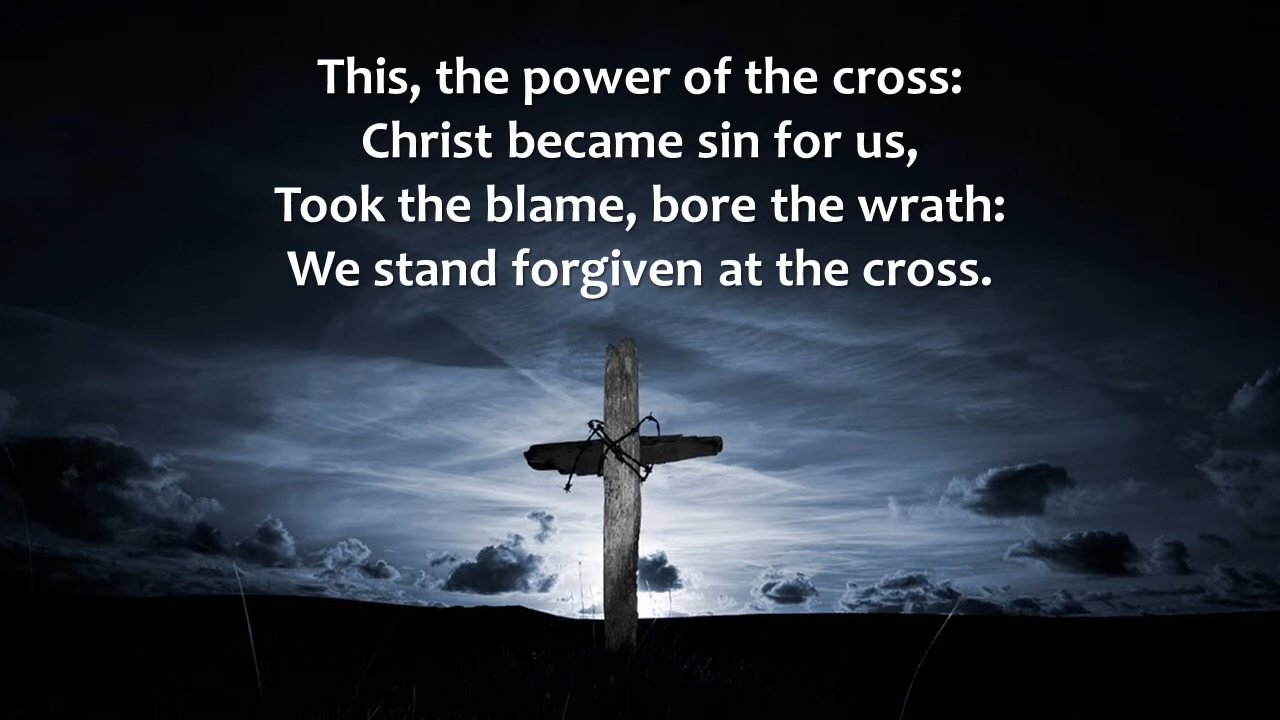 This, the power of the cross:
Christ became sin for us,
Took the blame, bore the wrath:
We stand forgiven at the cross.